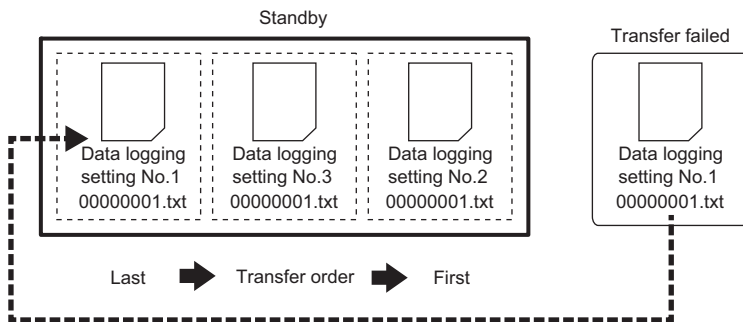 Standby
Transfer failed
Data logging
setting No.1
00000001.txt
Data logging
setting No.3
00000001.txt
Data logging
setting No.2
00000001.txt
Data logging
setting No.1
00000001.txt
Last
Transfer order
First